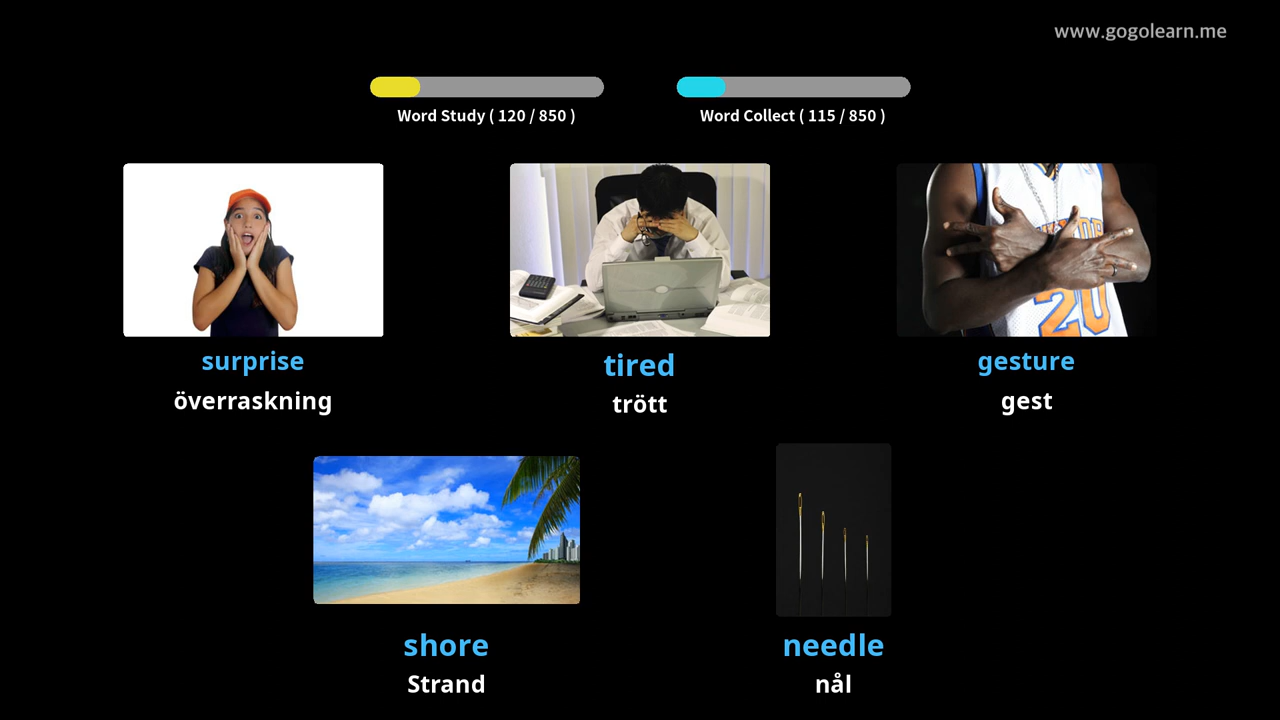 www.gogolearn.me
Word Study ( 120 / 850 )
Word Collect ( 115 / 850 )
20
surprise
tired
gesture
överraskning
trött
gest
shore
needle
Strand
nål